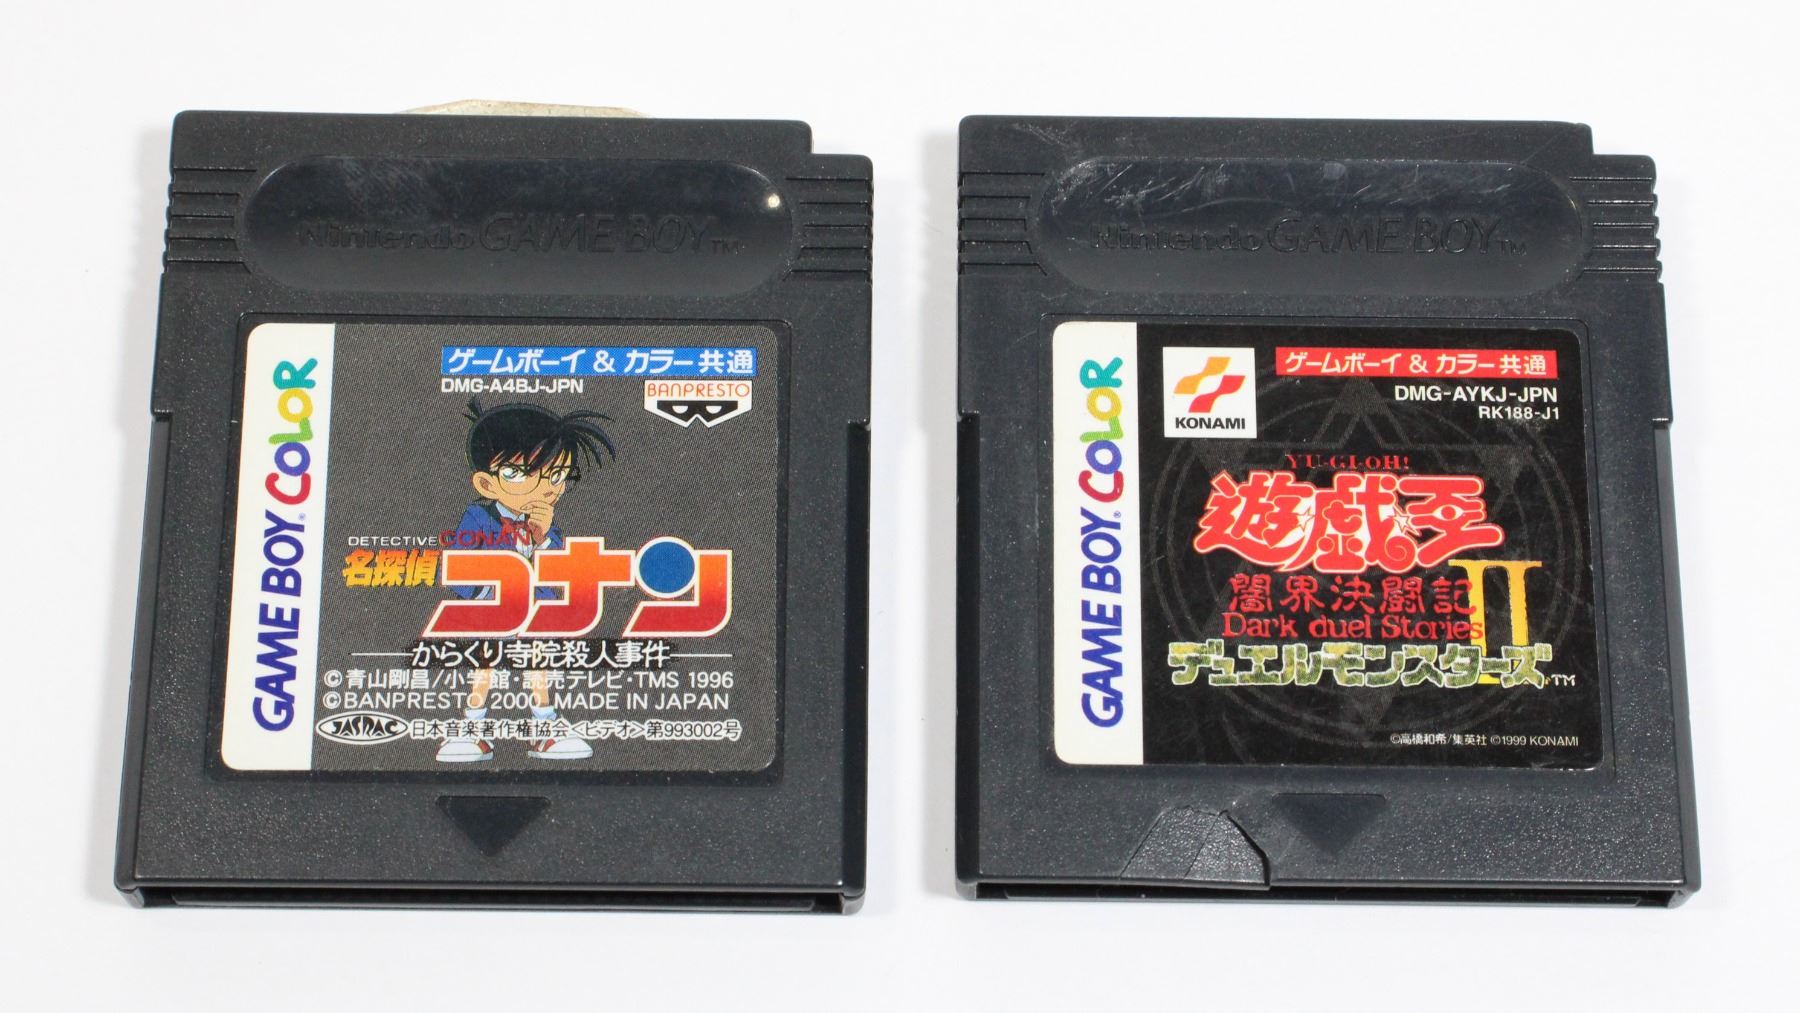 Nintendo GAME BOY TM
GAME BOY COLOR
ゲームボーイ & カラー共通
DMG-A4BJ-JPN
BANPRESTO
DETECTIVE CONAN
名探偵
コナン
からくり寺院殺人事件
©青山剛昌/小学館・読売テレビ・TMS 1996
©BANPRESTO 2000 MADE IN JAPAN
JASRAC 日本音楽著作権協会<ビデオ>第993002号
Nintendo GAME BOY TM
GAME BOY COLOR
KONAMI
ゲームボーイ & カラー共通
DMG-AYKJ-JPN
RK188-J1
YU-GI-OH!
遊戯王
闇界決闘記
II
Dark duel Stories
デュエルモンスターズ TM
©高橋和希/集英社 ©1999 KONAMI